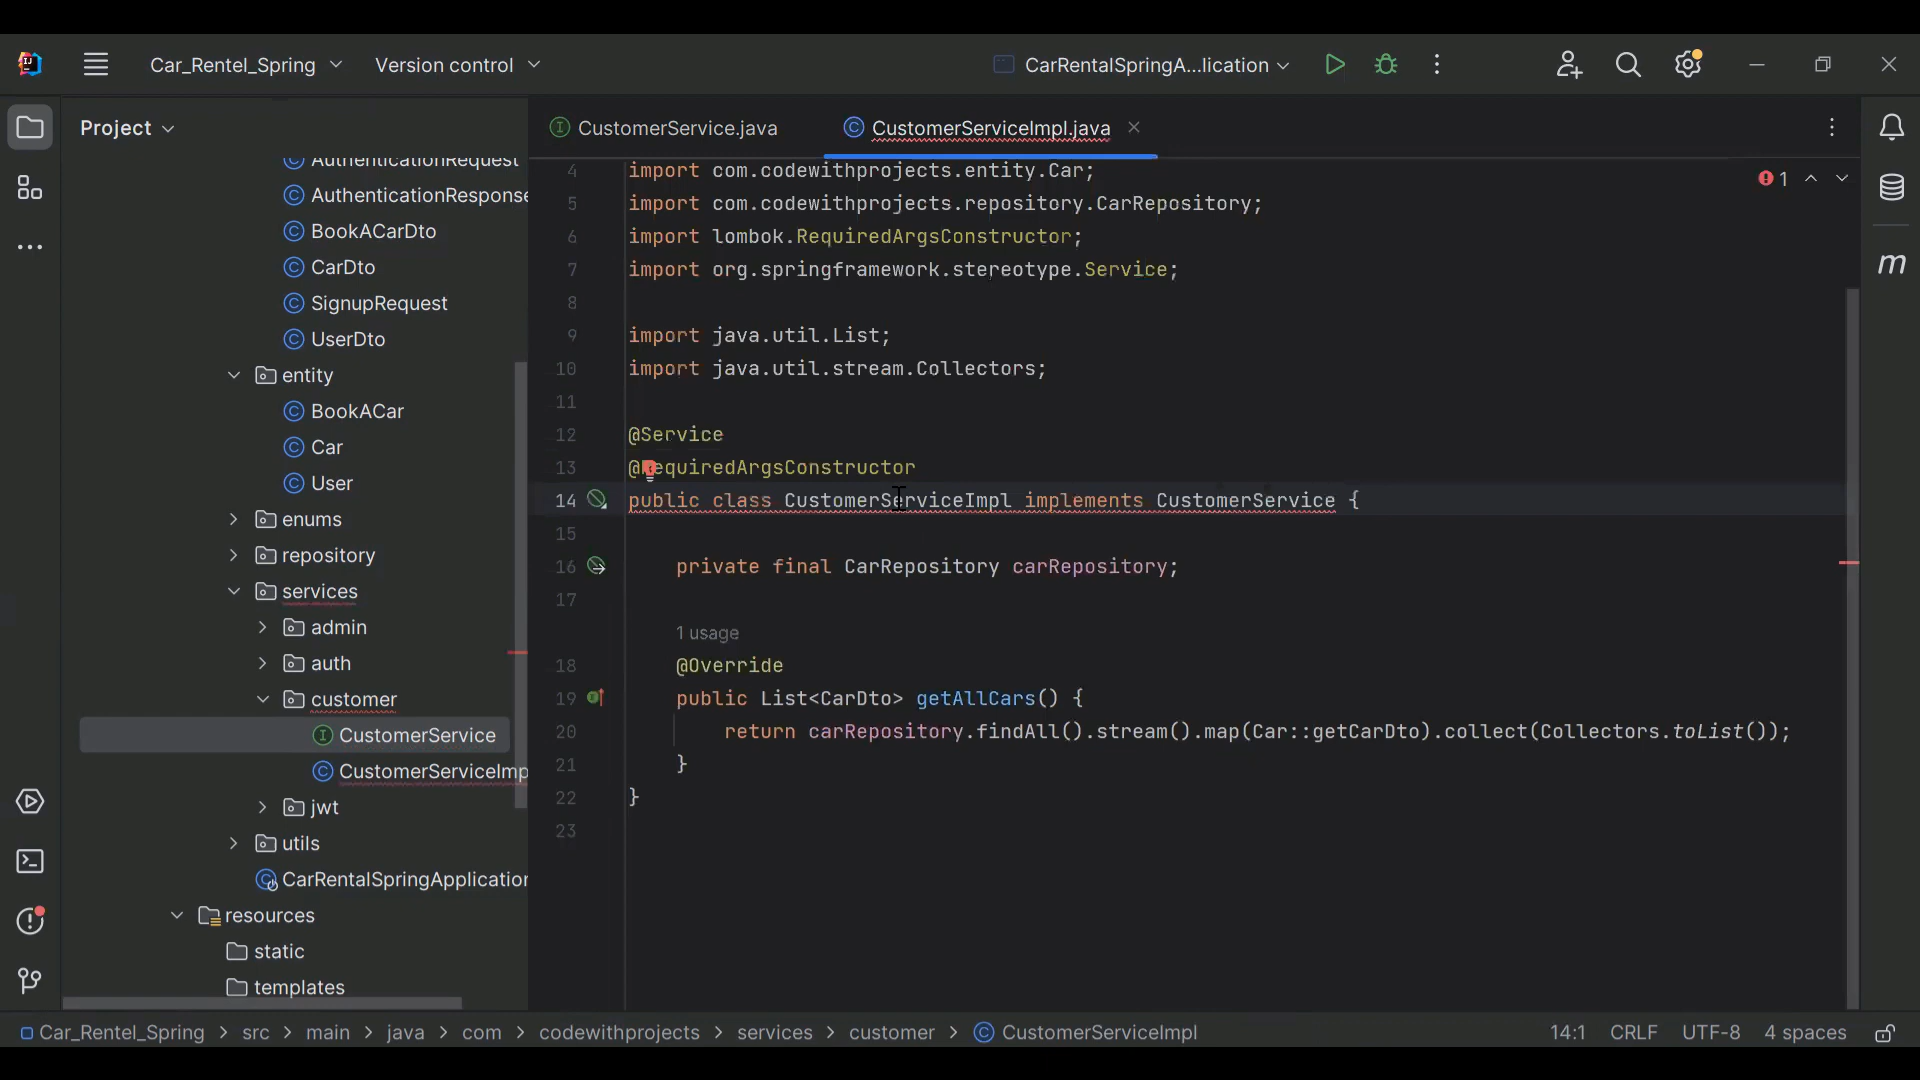 Car_Rentel_Spring
Version control
CarRentalSpringA...lication
Project
CustomerService.java
CustomerServiceImpl.java
AuthenticationRequest
AuthenticationResponse
BookACarDto
CarDto
SignupRequest
UserDto
entity
BookACar
Car
User
enums
repository
services
admin
auth
customer
CustomerService
CustomerServiceImp
jwt
utils
CarRentalSpringApplication
resources
static
templates
1
4 import com.codewithprojects.entity.Car;
5 import com.codewithprojects.repository.CarRepository;
6 import lombok.RequiredArgsConstructor;
7 import org.springframework.stereotype.Service;
8
9 import java.util.List;
10 import java.util.stream.Collectors;
11
12 @Service
13 @RequiredArgsConstructor
14 public class CustomerServiceImpl implements CustomerService {
15
16 private final CarRepository carRepository;
17
1 usage
18 @Override
19 public List<CarDto> getAllCars() {
20 return carRepository.findAll().stream().map(Car::getCarDto).collect(Collectors.toList());
21 }
22 }
23
m
Car_Rentel_Spring > src > main > java > com > codewithprojects > services > customer > CustomerServiceImpl
14:1 CRLF UTF-8 4 spaces